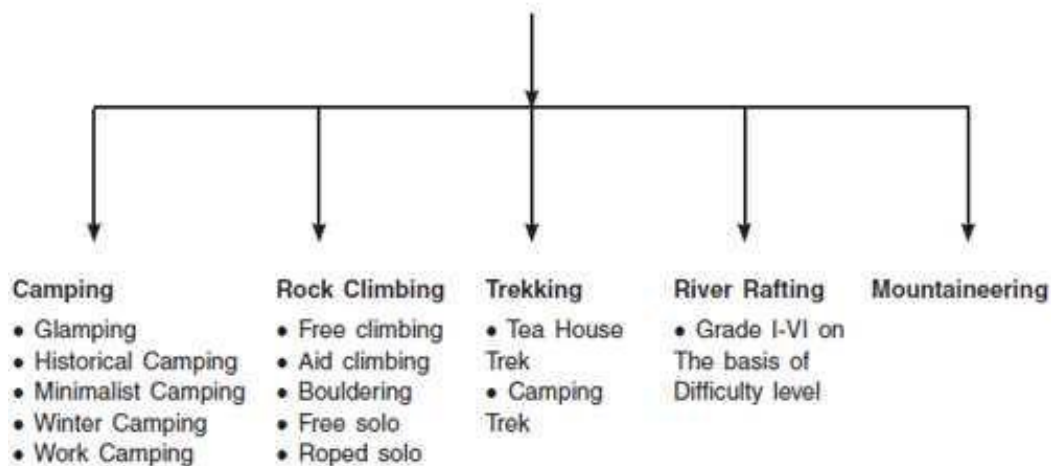 Camping
• Glamping
• Historical Camping
• Minimalist Camping
• Winter Camping
• Work Camping
Rock Climbing
• Free climbing
• Aid climbing
• Bouldering
• Free solo
• Roped solo
Trekking
• Tea House
Trek
• Camping
Trek
River Rafting
• Grade I-VI on
The basis of
Difficulty level
Mountaineering